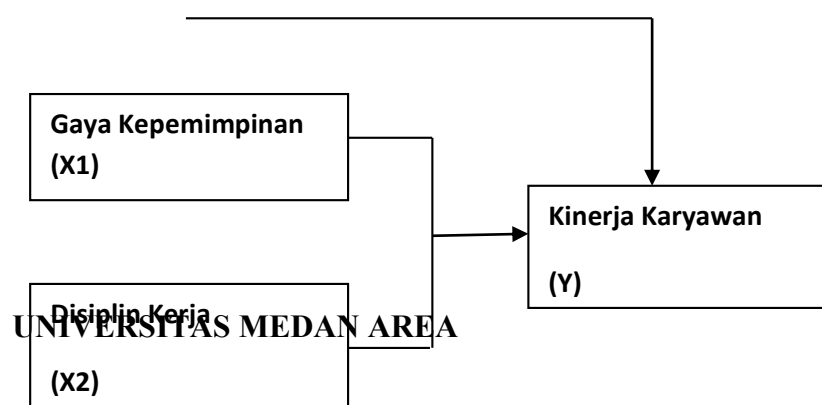 Gaya Kepemimpinan
(X1)
Kinerja Karyawan
(Y)
Disiplin Kerja
UNIVERSITAS MEDAN AREA
(X2)